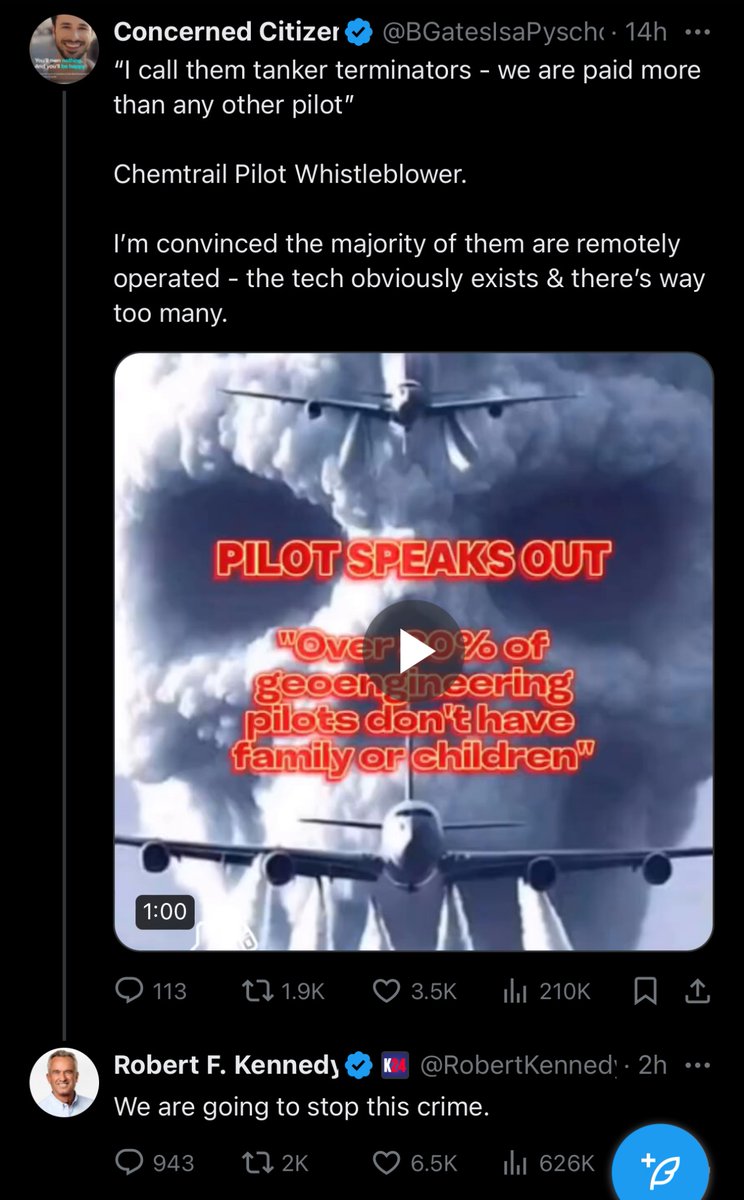 Concerned Citizer @BGatesIsaPysch · 14h
“I call them tanker terminators - we are paid more
than any other pilot”
Chemtrail Pilot Whistleblower.
I’m convinced the majority of them are remotely
operated - the tech obviously exists & there’s way
too many.
PILOT SPEAKS OUT
"Over 0% of
geoengineering
pilots don't have
family or children"
1:00
113 1.9K 3.5K 210K
Robert F. Kennedy K24 @RobertKennedy · 2h
We are going to stop this crime.
943 2K 6.5K 626K